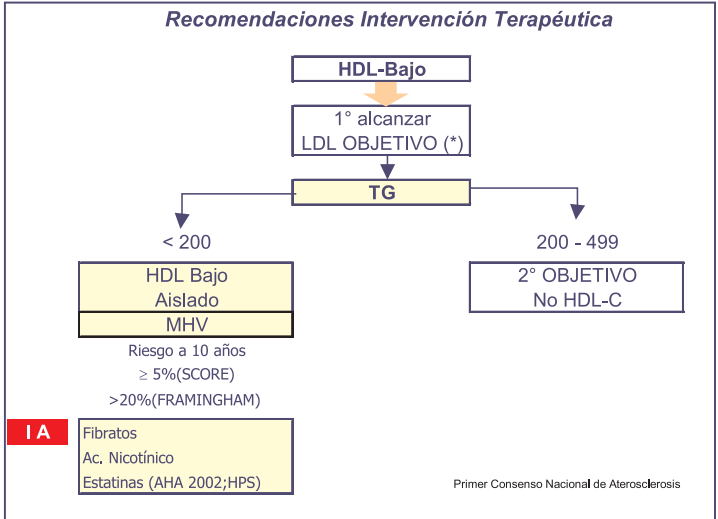 Recomendaciones Intervención Terapéutica
HDL-Bajo
1° alcanzar
LDL OBJETIVO (*)
TG
< 200
200 - 499
HDL Bajo
Aislado
MHV
2° OBJETIVO
No HDL-C
Riesgo a 10 años
≥ 5%(SCORE)
>20%(FRAMINGHAM)
I A
Fibratos
Ac. Nicotínico
Estatinas (AHA 2002;HPS)
Primer Consenso Nacional de Aterosclerosis